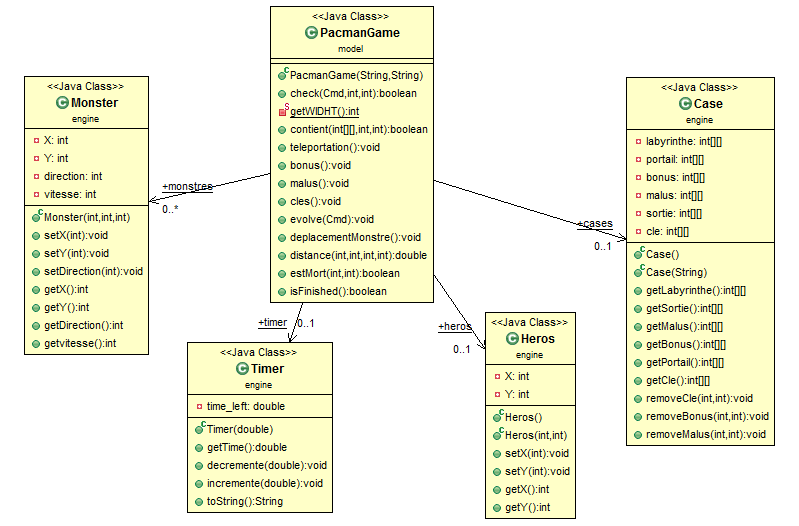 <<Java Class>>
PacmanGame
model
PacmanGame(String,String)
check(Cmd,int,int):boolean
getWIDHT():int
contient(int[][],int,int):boolean
teleportation():void
bonus():void
malus():void
cles():void
evolve(Cmd):void
deplacementMonstre():void
distance(int,int,int,int):double
estMort(int,int):boolean
isFinished():boolean
<<Java Class>>
Monster
engine
X: int
Y: int
direction: int
vitesse: int
Monster(int,int,int)
setX(int):void
setY(int):void
setDirection(int):void
getX():int
getY():int
getDirection():int
getvitesse():int
+monstres
0..*
<<Java Class>>
Case
engine
labyrinthe: int[][]
portail: int[][]
bonus: int[][]
malus: int[][]
sortie: int[][]
cle: int[][]
Case()
Case(String)
getLabyrinthe():int[][]
getSortie():int[][]
getMalus():int[][]
getBonus():int[][]
getPortail():int[][]
getCle():int[][]
removeCle(int,int):void
removeBonus(int,int):void
removeMalus(int,int):void
+cases
0..1
+timer
0..1
<<Java Class>>
Timer
engine
time_left: double
Timer(double)
getTime():double
decremente(double):void
incremente(double):void
toString():String
+heros
0..1
<<Java Class>>
Heros
engine
X: int
Y: int
Heros()
Heros(int,int)
setX(int):void
setY(int):void
getX():int
getY():int